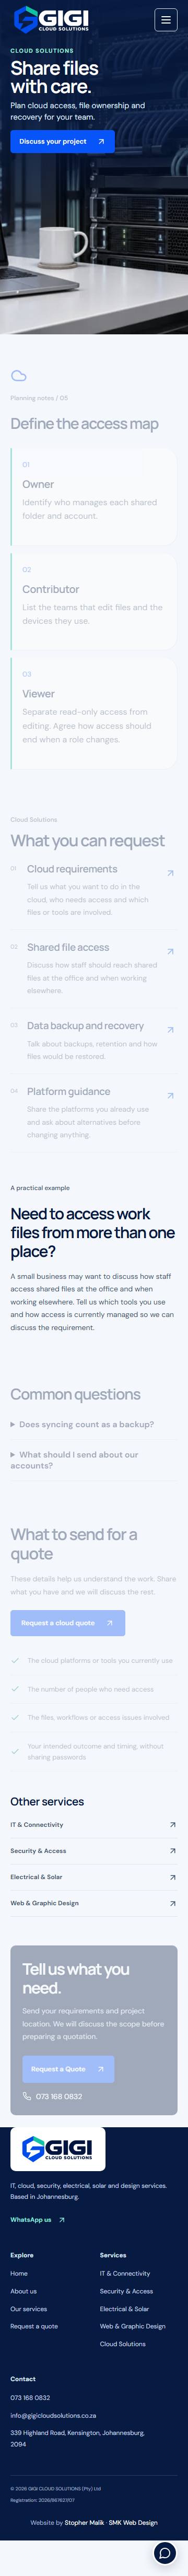 GIGI
CLOUD SOLUTIONS
Share files
with care.
Plan cloud access, file ownership and
recovery for your team.
Discuss your project
Planning notes / 05
Define the access map
01
Owner
Identify who manages each shared
folder and account.
02
Contributor
List the teams that edit files and the
devices they use.
03
Viewer
Separate read-only access from
editing. Agree how access should
end when a role changes.
Cloud Solutions
What you can request
01
Cloud requirements
Tell us what you want to do in the
cloud, who needs access and which
files or tools are involved.
02
Shared file access
Discuss how staff should reach shared
files at the office and when working
elsewhere.
03
Data backup and recovery
Talk about backups, retention and how
files would be restored.
04
Platform guidance
Share the platforms you already use
and ask about alternatives before
changing anything.
A practical example
Need to access work
files from more than one
place?
A small business may want to discuss how staff
access shared files at the office and when
working elsewhere. Tell us which tools you use
and how access is currently managed so we can
discuss the requirement.
Common questions
Does syncing count as a backup?
What should I send about our
accounts?
What to send for a
quote
These details help us understand the work. Share
what you have and we will discuss the rest.
Request a cloud quote
The cloud platforms or tools you currently use
The number of people who need access
The files, workflows or access issues involved
Your intended outcome and timing, without
sharing passwords
Other services
IT & Connectivity
Security & Access
Electrical & Solar
Web & Graphic Design
Tell us what you
need.
Send your requirements and project
location. We will discuss the scope before
preparing a quotation.
Request a Quote
073 168 0832
GIGI
IT, cloud, security, electrical, solar and design services.
Based in Johannesburg.
WhatsApp us
Explore
Home
About us
Our services
Request a quote
Services
IT & Connectivity
Security & Access
Electrical & Solar
Web & Graphic Design
Cloud Solutions
Contact
073 168 0832
info@gigicloudsolutions.co.za
339 Highland Road, Kensington, Johannesburg,
2094
© 2026 GIGI CLOUD SOLUTIONS (Pty) Ltd
Website by Stopher Malik · SMK Web Design